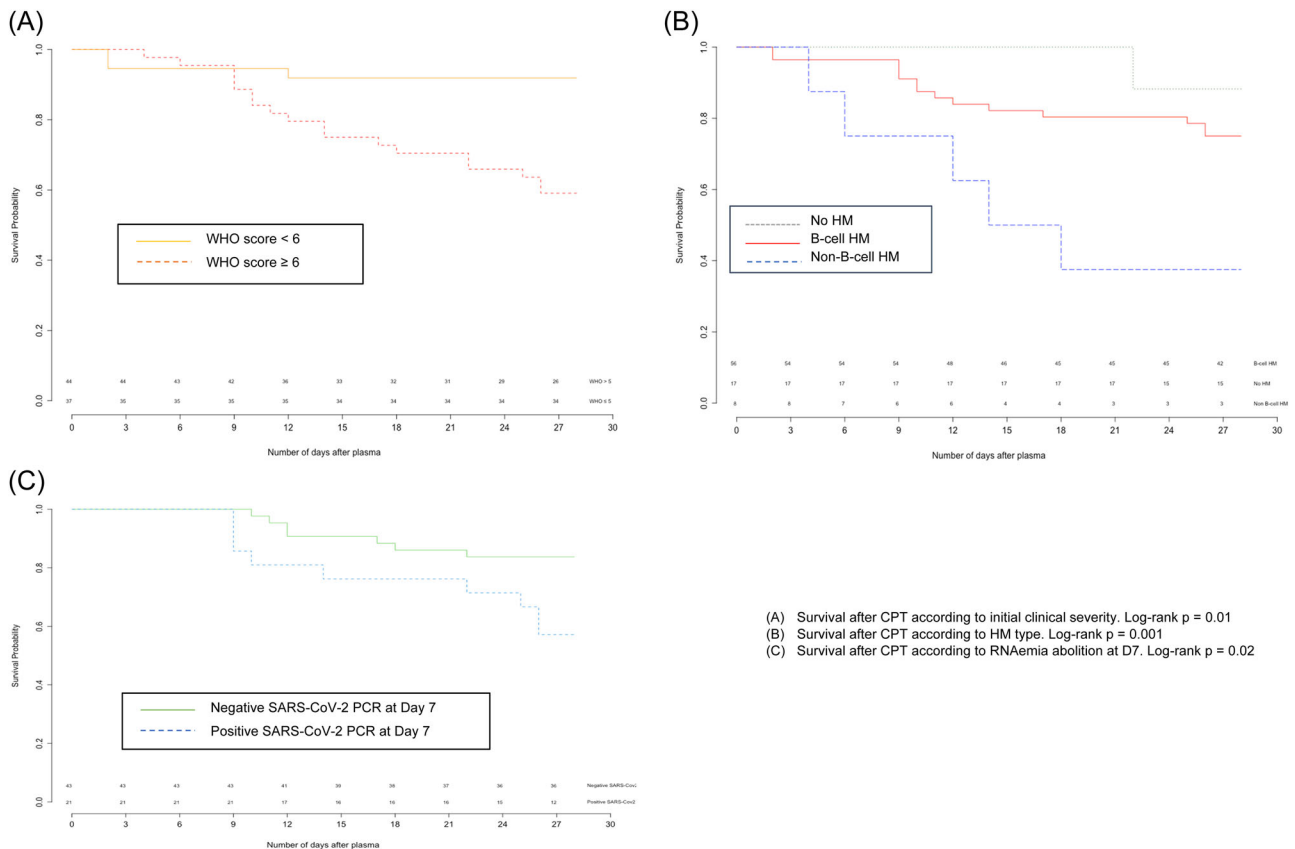 (A)
1.0
0.8
0.6
0.4
0.2
0.0
Survival Probability
WHO score < 6
WHO score ≥ 6
44 44 43 42 36 33 32 31 29 26 WHO > 5
37 35 35 35 35 34 34 34 34 34 WHO ≤ 5
0 3 6 9 12 15 18 21 24 27 30
Number of days after plasma
(B)
1.0
0.8
0.6
0.4
0.2
0.0
Survival Probability
No HM
B-cell HM
Non-B-cell HM
56 54 54 54 48 46 45 45 45 42 B-cell HM
17 17 17 17 17 17 17 17 15 15 No HM
8 8 7 6 6 4 4 3 3 3 Non B-cell HM
0 3 6 9 12 15 18 21 24 27 30
Number of days after plasma
(C)
1.0
0.8
0.6
0.4
0.2
0.0
Survival Probability
Negative SARS-CoV-2 PCR at Day 7
Positive SARS-CoV-2 PCR at Day 7
43 43 43 43 41 39 38 37 36 36 Negative SARS-Cov2
21 21 21 21 17 16 16 16 15 12 Positive SARS-Cov2
0 3 6 9 12 15 18 21 24 27 30
Number of days after plasma
(A) Survival after CPT according to initial clinical severity. Log-rank p = 0.01
(B) Survival after CPT according to HM type. Log-rank p = 0.001
(C) Survival after CPT according to RNAemia abolition at D7. Log-rank p = 0.02